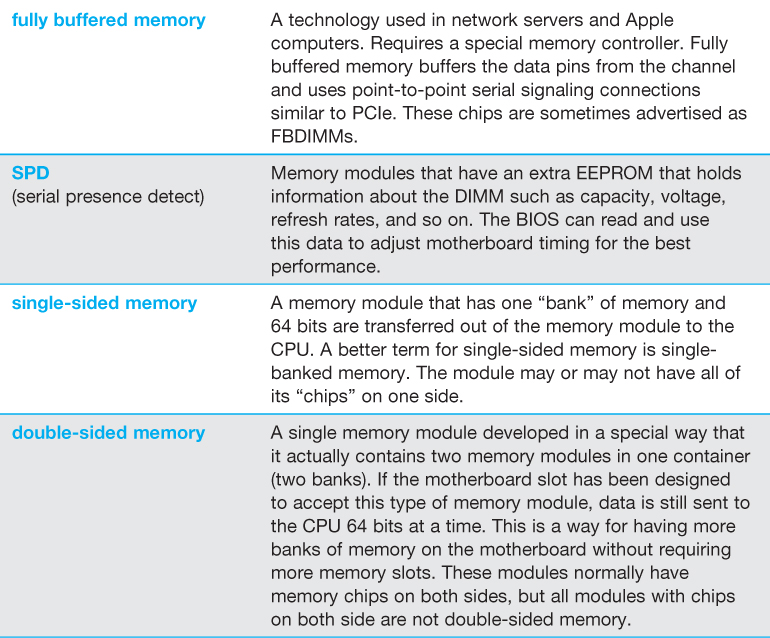 fully buffered memory
A technology used in network servers and Apple
computers. Requires a special memory controller. Fully
buffered memory buffers the data pins from the channel
and uses point-to-point serial signaling connections
similar to PCIe. These chips are sometimes advertised as
FBDIMMs.
SPD
(serial presence detect)
Memory modules that have an extra EEPROM that holds
information about the DIMM such as capacity, voltage,
refresh rates, and so on. The BIOS can read and use
this data to adjust motherboard timing for the best
performance.
single-sided memory
A memory module that has one “bank” of memory and
64 bits are transferred out of the memory module to the
CPU. A better term for single-sided memory is single-
banked memory. The module may or may not have all of
its “chips” on one side.
double-sided memory
A single memory module developed in a special way that
it actually contains two memory modules in one container
(two banks). If the motherboard slot has been designed
to accept this type of memory module, data is still sent to
the CPU 64 bits at a time. This is a way for having more
banks of memory on the motherboard without requiring
more memory slots. These modules normally have
memory chips on both sides, but all modules with chips
on both side are not double-sided memory.